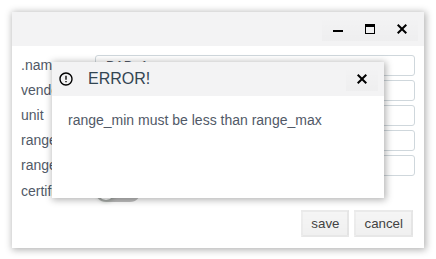 ERROR!
.nam
range_min must be less than range_max
vend
unit
range
range
certif
save cancel